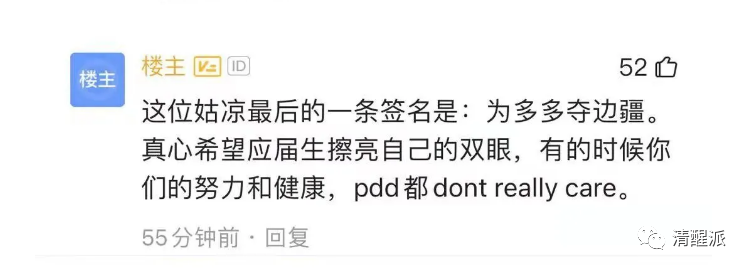 楼主
楼主 ID
52
这位姑凉最后的一条签名是：为多多夺边疆。
真心希望应届生擦亮自己的双眼，有的时候你
们的努力和健康，pdd都dont really care。
55分钟前 · 回复
清醒派